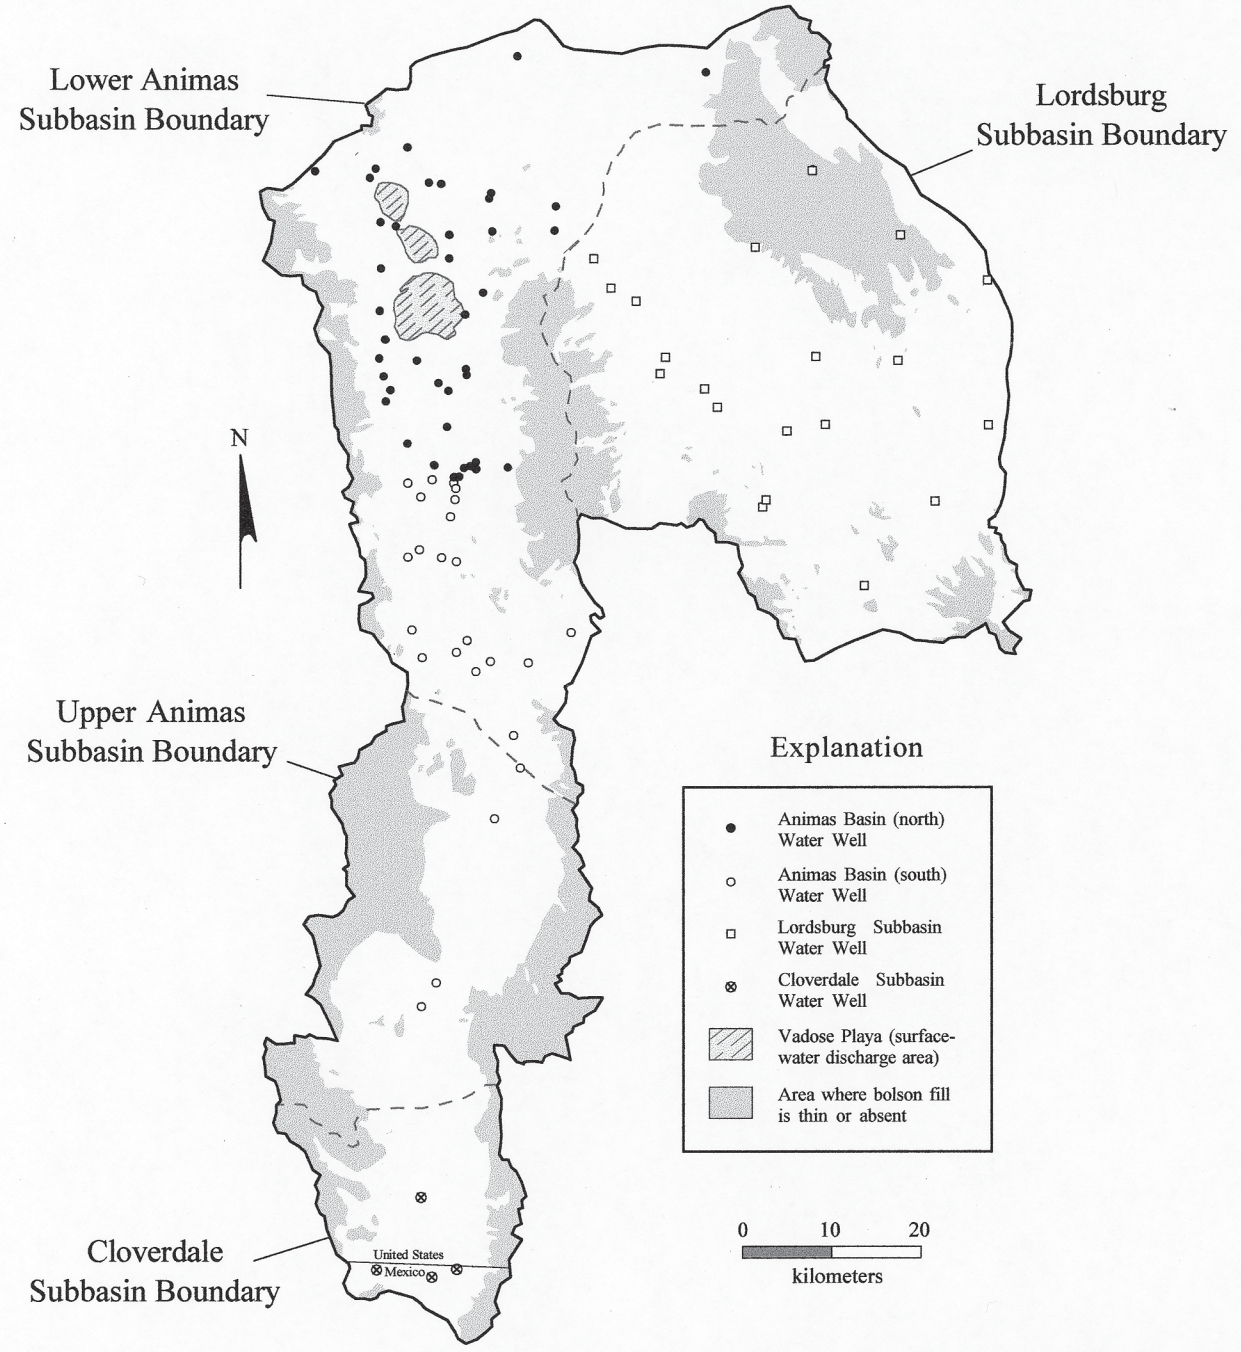 Lower Animas
Subbasin Boundary
Lordsburg
Subbasin Boundary
N
Upper Animas
Subbasin Boundary
Explanation
Animas Basin (north)
Water Well
Animas Basin (south)
Water Well
Lordsburg Subbasin
Water Well
Cloverdale Subbasin
Water Well
Vadose Playa (surface-
water discharge area)
Area where bolson fill
is thin or absent
0 10 20
kilometers
Cloverdale
Subbasin Boundary
United States
Mexico